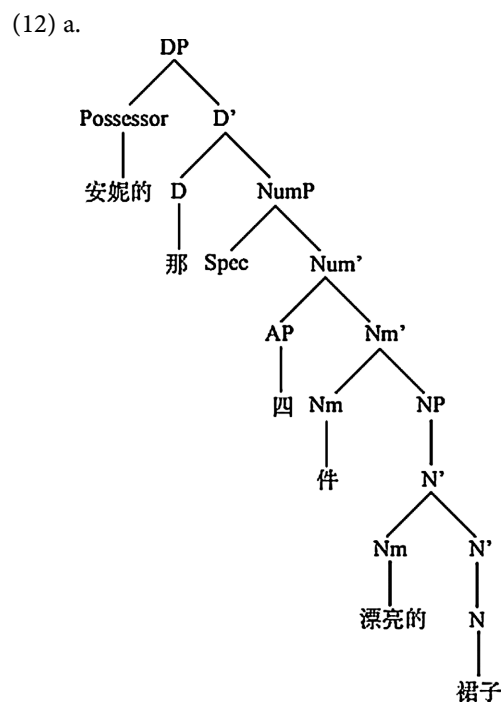 (12) a.
DP
Possessor D’
安妮的 D NumP
那 Spec Num’
AP Nm’
四 Nm NP
件 N’
Nm N’
漂亮的 N
裙子